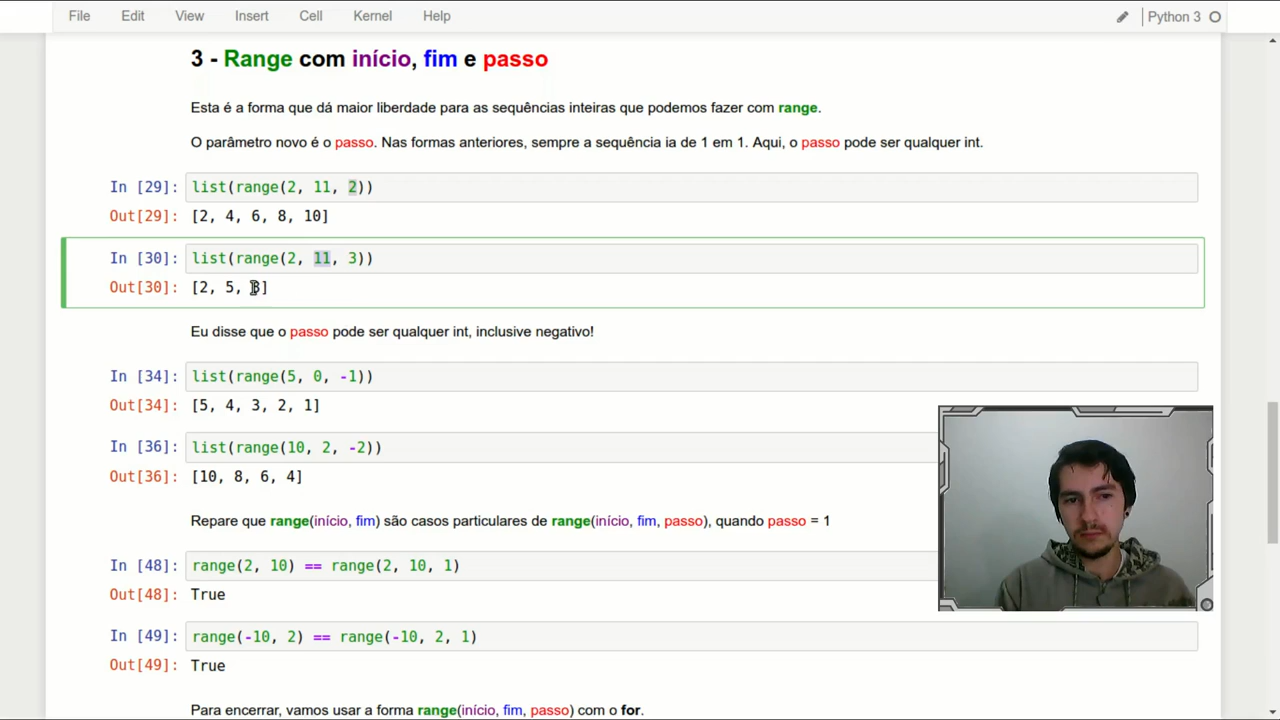 File Edit View Insert Cell Kernel Help Python 3
3 - Range com início, fim e passo
Esta é a forma que dá maior liberdade para as sequências inteiras que podemos fazer com range.
O parâmetro novo é o passo. Nas formas anteriores, sempre a sequência ia de 1 em 1. Aqui, o passo pode ser qualquer int.
In [29]: list(range(2, 11, 2))
Out[29]: [2, 4, 6, 8, 10]
In [30]: list(range(2, 11, 3))
Out[30]: [2, 5, 8]
Eu disse que o passo pode ser qualquer int, inclusive negativo!
In [34]: list(range(5, 0, -1))
Out[34]: [5, 4, 3, 2, 1]
In [36]: list(range(10, 2, -2))
Out[36]: [10, 8, 6, 4]
Repare que range(início, fim) são casos particulares de range(início, fim, passo), quando passo = 1
In [48]: range(2, 10) == range(2, 10, 1)
Out[48]: True
In [49]: range(-10, 2) == range(-10, 2, 1)
Out[49]: True
Para encerrar, vamos usar a forma range(início, fim, passo) com o for.